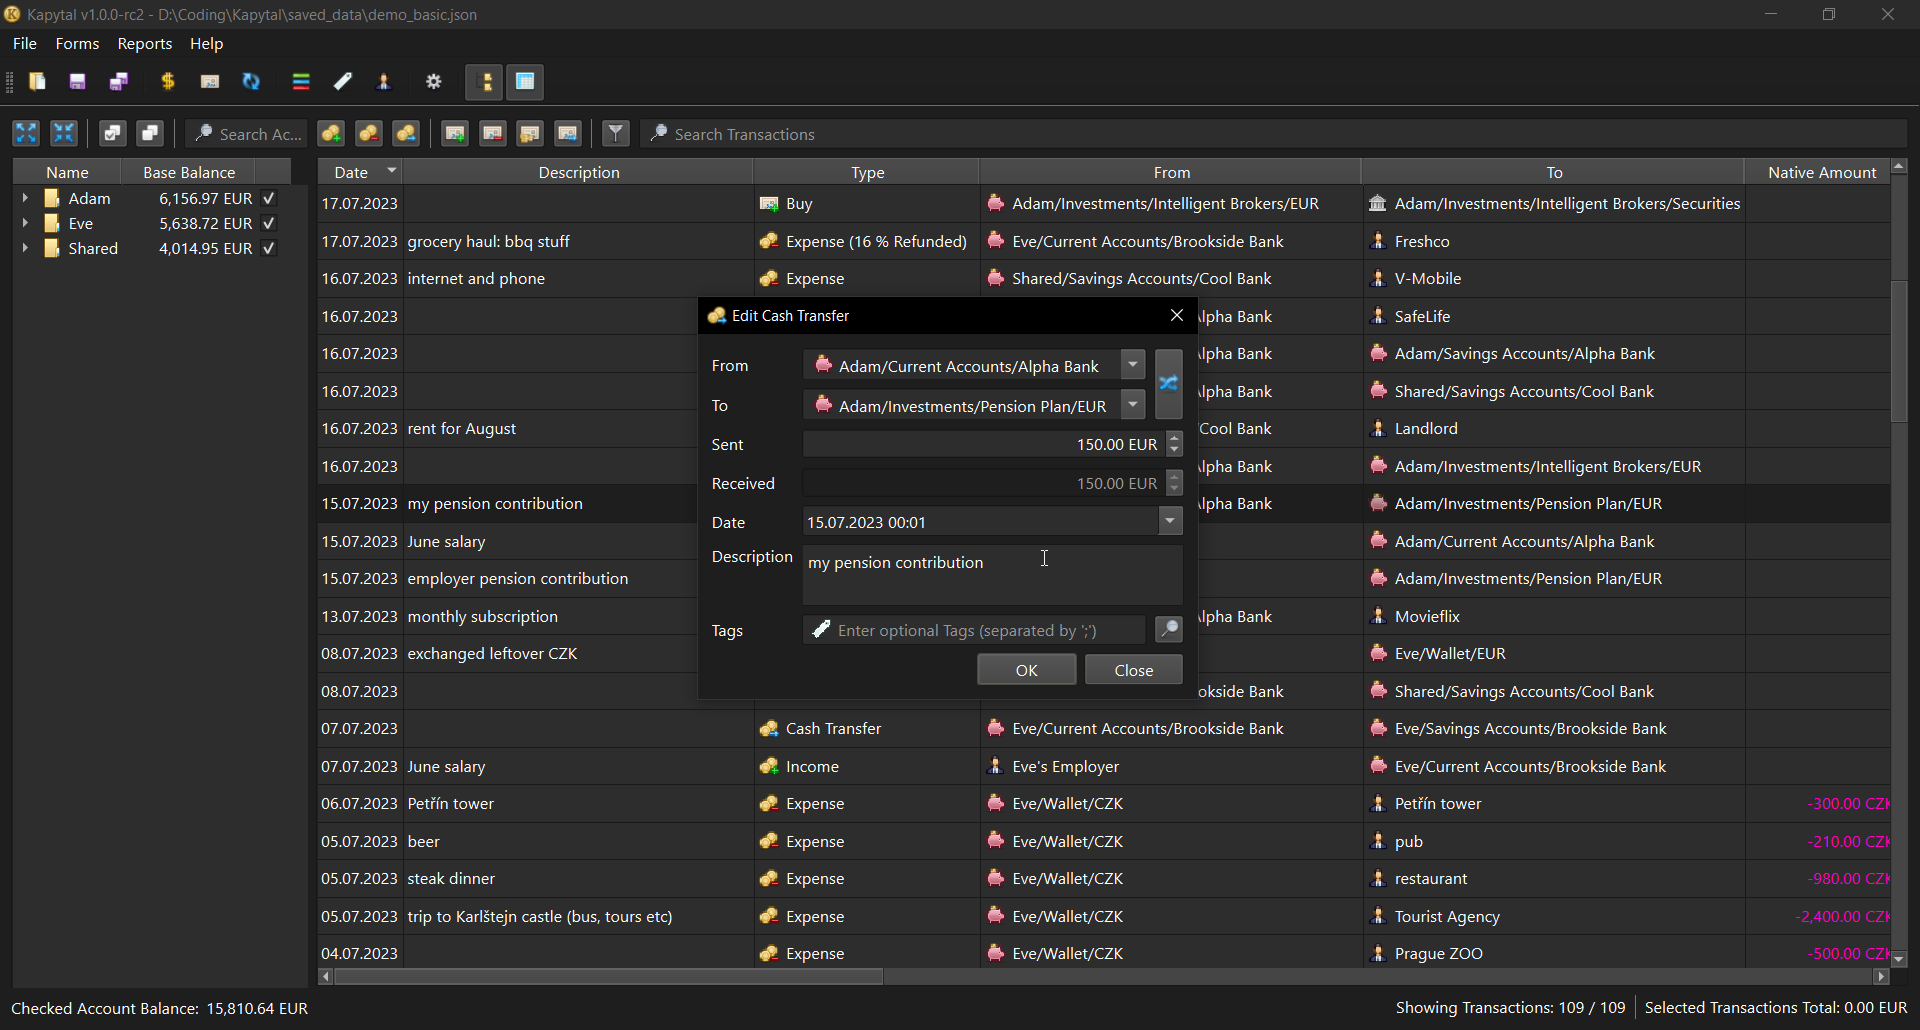 Kapytal v1.0.0-rc2 - D:\Coding\Kapytal\saved_data\demo_basic.json
File Forms Reports Help
Search Ac... Search Transactions
Name Base Balance Date Description Type From To Native Amount
Adam 6,156.97 EUR
Eve 5,638.72 EUR
Shared 4,014.95 EUR
17.07.2023 Buy Adam/Investments/Intelligent Brokers/EUR Adam/Investments/Intelligent Brokers/Securities
17.07.2023 grocery haul: bbq stuff Expense (16 % Refunded) Eve/Current Accounts/Brookside Bank Freshco
16.07.2023 internet and phone Expense Shared/Savings Accounts/Cool Bank V-Mobile
16.07.2023 lpha Bank SafeLife
16.07.2023 lpha Bank Adam/Savings Accounts/Alpha Bank
16.07.2023 lpha Bank Shared/Savings Accounts/Cool Bank
16.07.2023 rent for August Cool Bank Landlord
16.07.2023 lpha Bank Adam/Investments/Intelligent Brokers/EUR
15.07.2023 my pension contribution lpha Bank Adam/Investments/Pension Plan/EUR
15.07.2023 June salary Adam/Current Accounts/Alpha Bank
15.07.2023 employer pension contribution Adam/Investments/Pension Plan/EUR
13.07.2023 monthly subscription lpha Bank Movieflix
08.07.2023 exchanged leftover CZK Eve/Wallet/EUR
08.07.2023 okside Bank Shared/Savings Accounts/Cool Bank
07.07.2023 Cash Transfer Eve/Current Accounts/Brookside Bank Eve/Savings Accounts/Brookside Bank
07.07.2023 June salary Income Eve's Employer Eve/Current Accounts/Brookside Bank
06.07.2023 Petřín tower Expense Eve/Wallet/CZK Petřín tower -300.00 CZK
05.07.2023 beer Expense Eve/Wallet/CZK pub -210.00 CZK
05.07.2023 steak dinner Expense Eve/Wallet/CZK restaurant -980.00 CZK
05.07.2023 trip to Karlštejn castle (bus, tours etc) Expense Eve/Wallet/CZK Tourist Agency -2,400.00 CZK
04.07.2023 Expense Eve/Wallet/CZK Prague ZOO -500.00 CZK
Edit Cash Transfer
From Adam/Current Accounts/Alpha Bank
To Adam/Investments/Pension Plan/EUR
Sent 150.00 EUR
Received 150.00 EUR
Date 15.07.2023 00:01
Description my pension contribution
Tags Enter optional Tags (separated by ';')
OK Close
Checked Account Balance: 15,810.64 EUR Showing Transactions: 109 / 109 Selected Transactions Total: 0.00 EUR